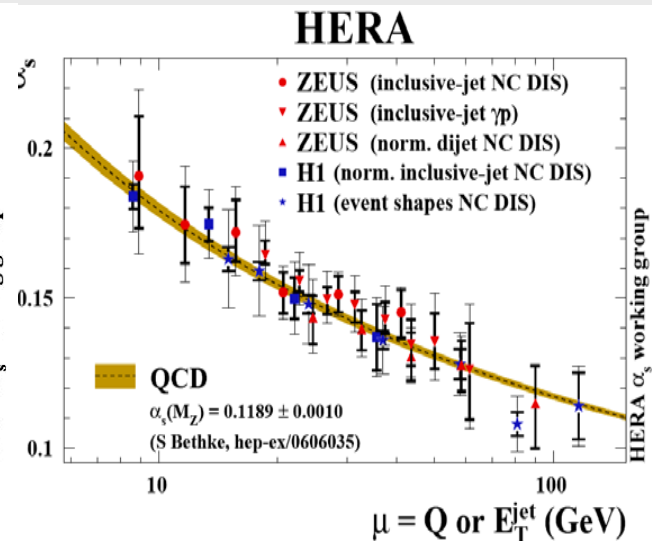 HERA
αs
ZEUS (inclusive-jet NC DIS)
ZEUS (inclusive-jet γp)
ZEUS (norm. dijet NC DIS)
H1 (norm. inclusive-jet NC DIS)
H1 (event shapes NC DIS)
0.2
0.15
0.1
QCD
αs(MZ) = 0.1189 ± 0.0010
(S Bethke, hep-ex/0606035)
HERA αs working group
10
100
μ = Q or ETjet (GeV)